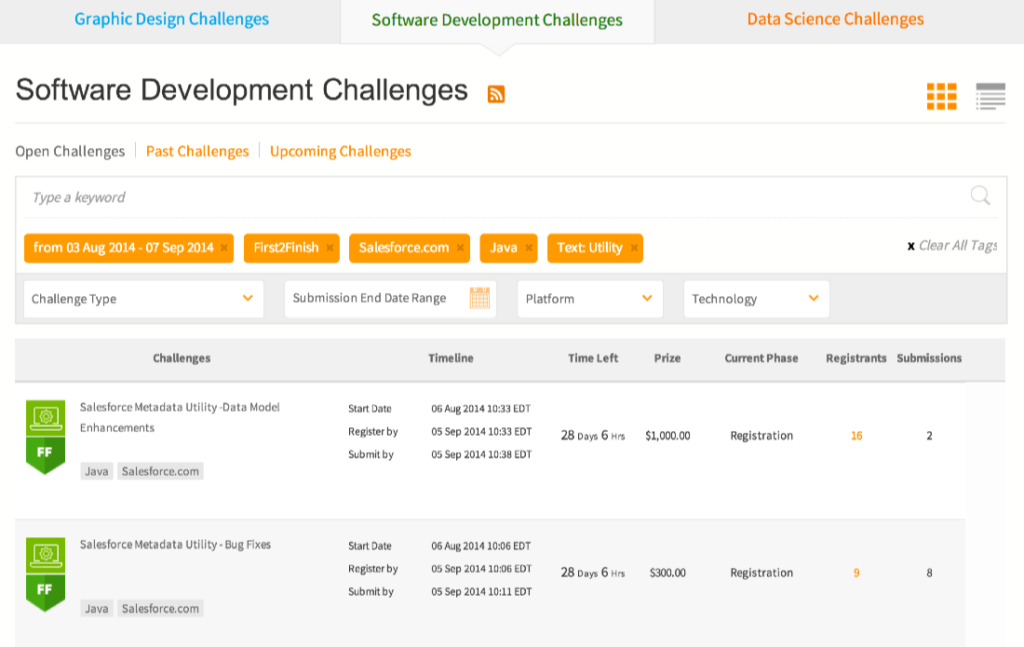 Graphic Design Challenges
Software Development Challenges
Data Science Challenges
Software Development Challenges
Open Challenges
Past Challenges
Upcoming Challenges
Type a keyword
from 03 Aug 2014 - 07 Sep 2014 ×
First2Finish ×
Salesforce.com ×
Java ×
Text: Utility ×
x Clear All Tags
Challenge Type
Submission End Date Range
Platform
Technology
Challenges
Timeline
Time Left
Prize
Current Phase
Registrants
Submissions
FF
Salesforce Metadata Utility -Data Model
Enhancements
Java
Salesforce.com
Start Date 06 Aug 2014 10:33 EDT
Register by 05 Sep 2014 10:33 EDT
Submit by 05 Sep 2014 10:38 EDT
28 Days 6 Hrs
$1,000.00
Registration
16
2
FF
Salesforce Metadata Utility - Bug Fixes
Java
Salesforce.com
Start Date 06 Aug 2014 10:06 EDT
Register by 05 Sep 2014 10:06 EDT
Submit by 05 Sep 2014 10:11 EDT
28 Days 6 Hrs
$300.00
Registration
9
8